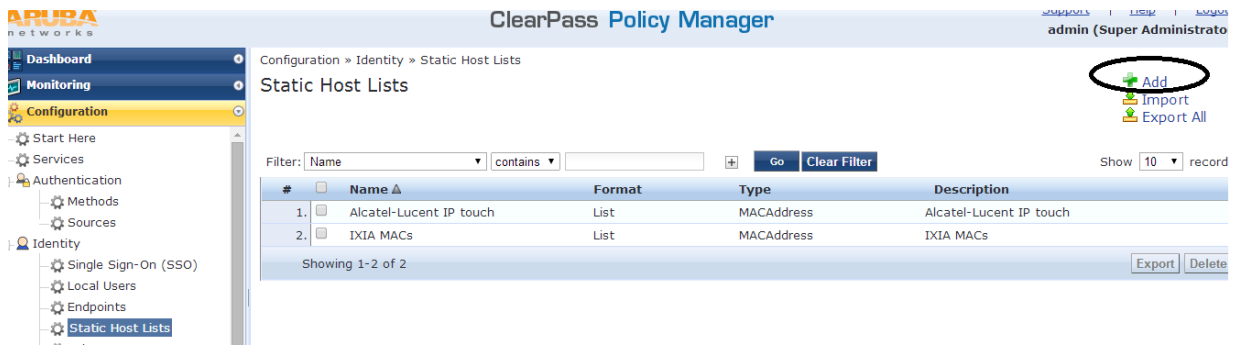 ARUBA
networks
ClearPass Policy Manager
Support | Help | Logou
admin (Super Administrato
Dashboard
Monitoring
Configuration
Start Here
Services
Authentication
Methods
Sources
Identity
Single Sign-On (SSO)
Local Users
Endpoints
Static Host Lists
Configuration » Identity » Static Host Lists
Static Host Lists
Add
Import
Export All
Filter: Name contains + Go Clear Filter Show 10 record
# Name Format Type Description
1. Alcatel-Lucent IP touch List MACAddress Alcatel-Lucent IP touch
2. IXIA MACs List MACAddress IXIA MACs
Showing 1-2 of 2 Export Delete